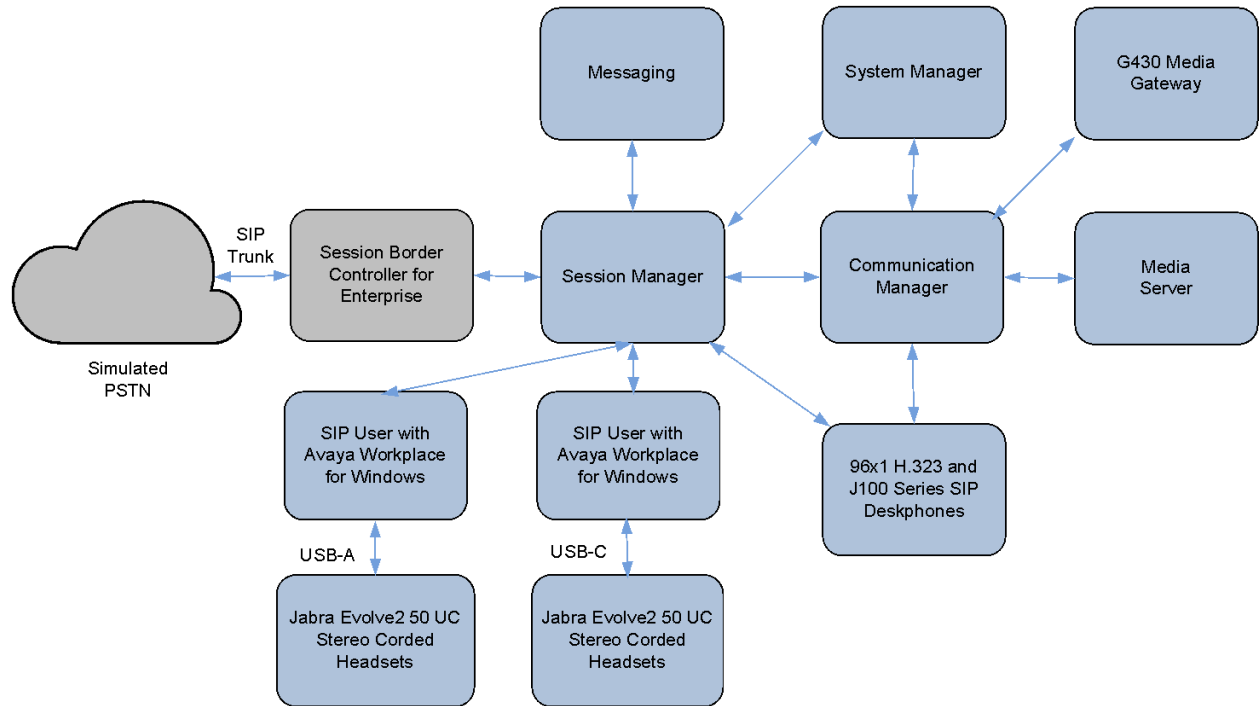 Messaging
System Manager
G430 Media
Gateway
SIP
Trunk
Session Border
Controller for
Enterprise
Session Manager
Communication
Manager
Media
Server
Simulated
PSTN
SIP User with
Avaya Workplace
for Windows
SIP User with
Avaya Workplace
for Windows
96x1 H.323 and
J100 Series SIP
Deskphones
USB-A
USB-C
Jabra Evolve2 50 UC
Stereo Corded
Headsets
Jabra Evolve2 50 UC
Stereo Corded
Headsets